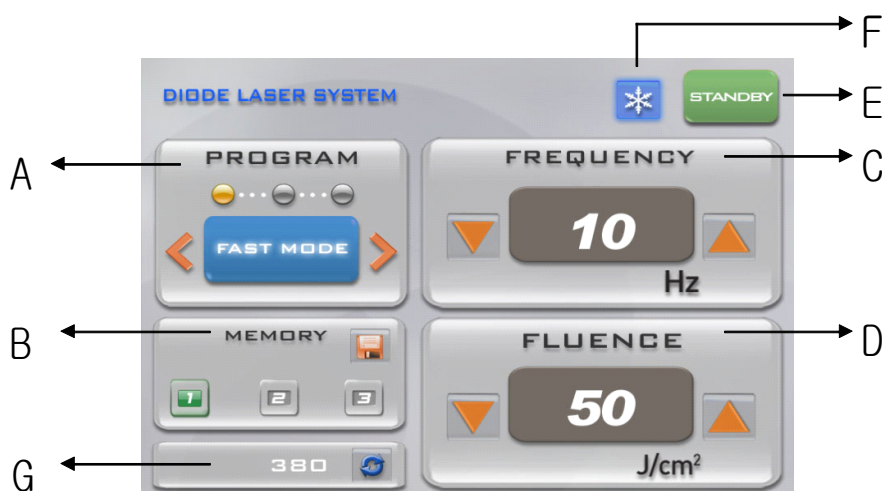 F
DIODE LASER SYSTEM
STANDBY
E
A
PROGRAM
FAST MODE
FREQUENCY
C
10
Hz
B
MEMORY
1
2
3
FLUENCE
D
50
J/cm²
G
380